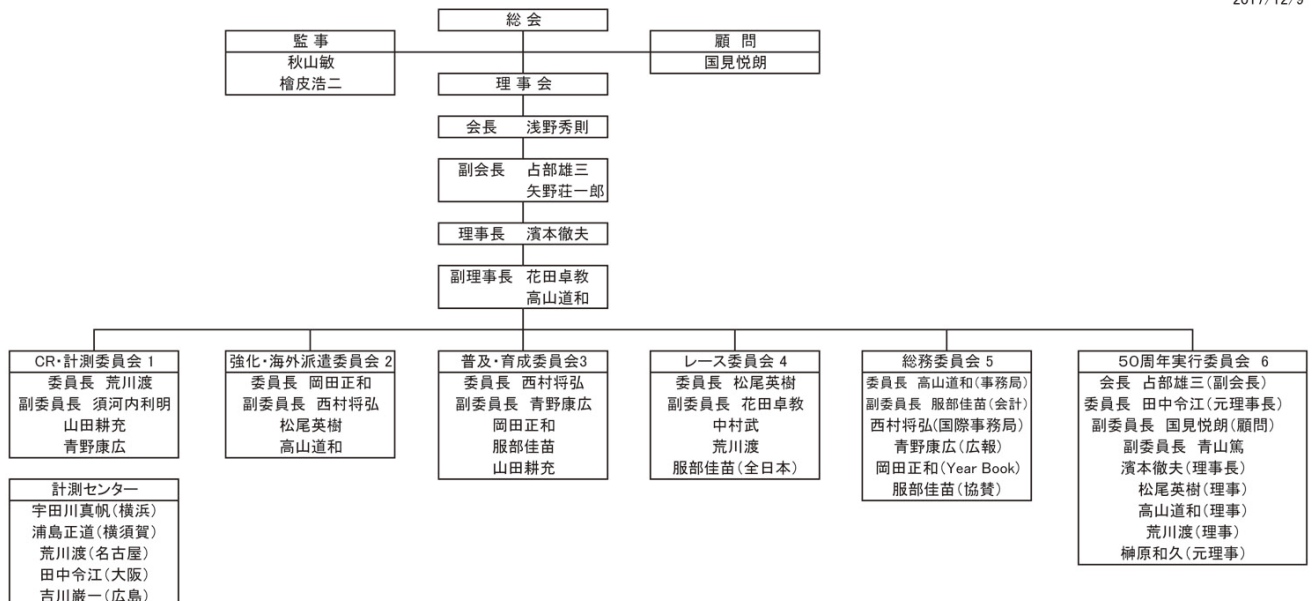 2017/12/9
総 会
監 事
秋山敏
檜皮浩二
顧 問
国見悦朗
理 事 会
会長 浅野秀則
副会長 占部雄三
矢野荘一郎
理事長 濱本徹夫
副理事長 花田卓教
高山道和
CR・計測委員会 1
委員長 荒川渡
副委員長 須河内利明
山田耕充
青野康広
強化・海外派遣委員会 2
委員長 岡田正和
副委員長 西村将弘
松尾英樹
高山道和
普及・育成委員会3
委員長 西村将弘
副委員長 青野康広
岡田正和
服部佳苗
山田耕充
レース委員会 4
委員長 松尾英樹
副委員長 花田卓教
中村武
荒川渡
服部佳苗(全日本)
総務委員会 5
委員長 高山道和(事務局)
副委員長 服部佳苗(会計)
西村将弘(国際事務局)
青野康広(広報)
岡田正和(Year Book)
服部佳苗(協賛)
50周年実行委員会 6
会長 占部雄三(副会長)
委員長 田中令江(元理事長)
副委員長 国見悦朗(顧問)
副委員長 青山篤
濱本徹夫(理事長)
松尾英樹(理事)
高山道和(理事)
荒川渡(理事)
榊原和久(元理事)
計測センター
宇田川真帆(横浜)
浦島正道(横須賀)
荒川渡(名古屋)
田中令江(大阪)
吉川巌一(広島)